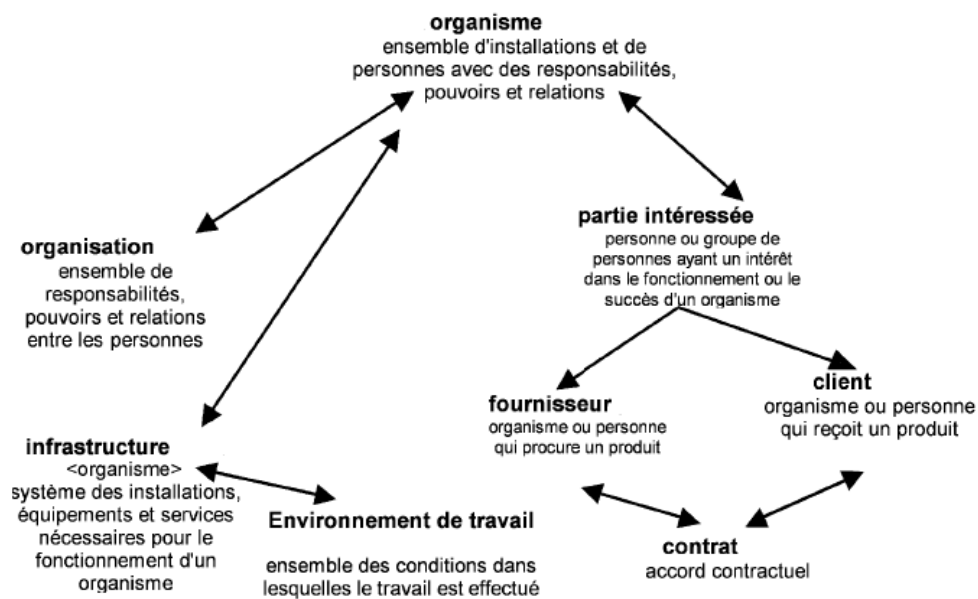 organisme
ensemble d'installations et de
personnes avec des responsabilités,
pouvoirs et relations
organisation
ensemble de
responsabilités,
pouvoirs et relations
entre les personnes
partie intéressée
personne ou groupe de
personnes ayant un intérêt
dans le fonctionnement ou le
succès d'un organisme
infrastructure
<organisme>
système des installations,
équipements et services
nécessaires pour le
fonctionnement d'un
organisme
Environnement de travail
ensemble des conditions dans
lesquelles le travail est effectué
fournisseur
organisme ou personne
qui procure un produit
client
organisme ou personne
qui reçoit un produit
contrat
accord contractuel